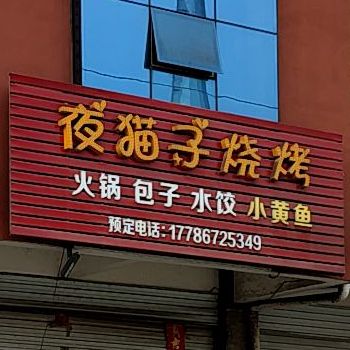 夜猫子烧烤
火锅 包子 水饺 小黄鱼
预定电话：17786725349